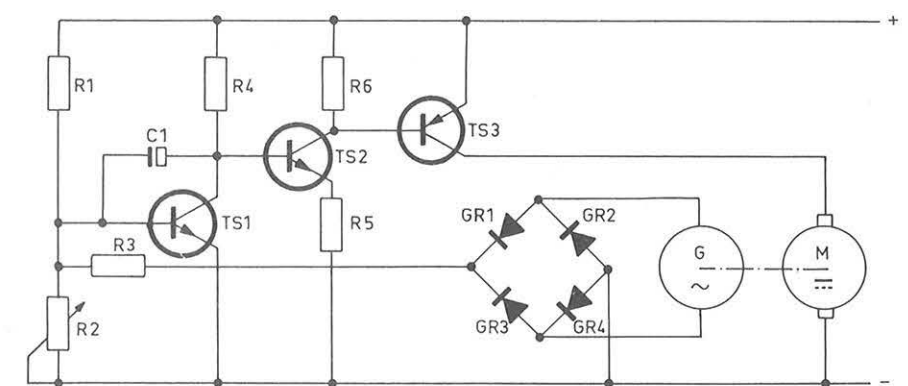 +
R1
R4
R6
C1
TS3
TS2
TS1
R5
GR1
GR2
G
M
R3
~
R2
GR3
GR4
-